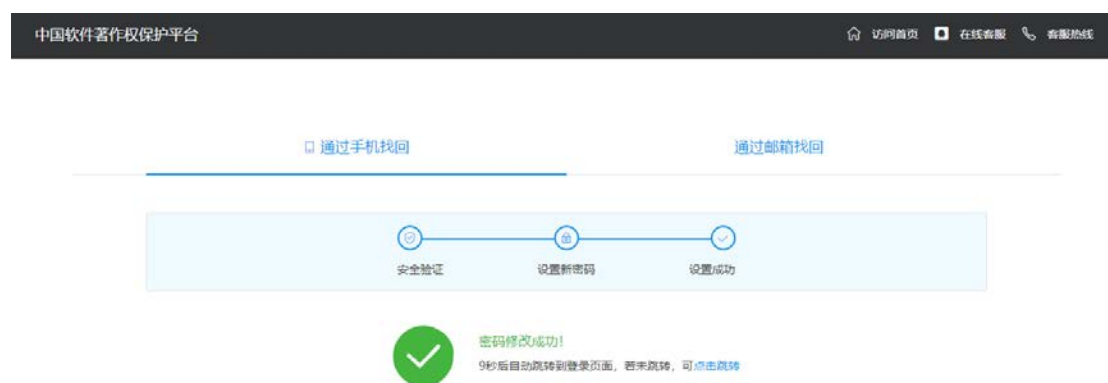 中国软件著作权保护平台 访问首页 在线客服 客服热线
通过手机找回 通过邮箱找回
安全验证 设置新密码 设置成功
密码修改成功!
9秒后自动跳转到登录页面，若未跳转，可点击跳转